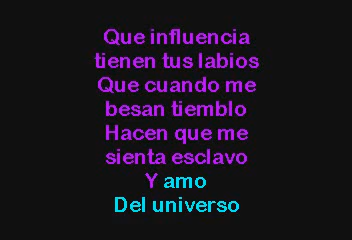 Que influencia
tienen tus labios
Que cuando me
besan tiemblo
Hacen que me
sienta esclavo
Y amo
Del universo